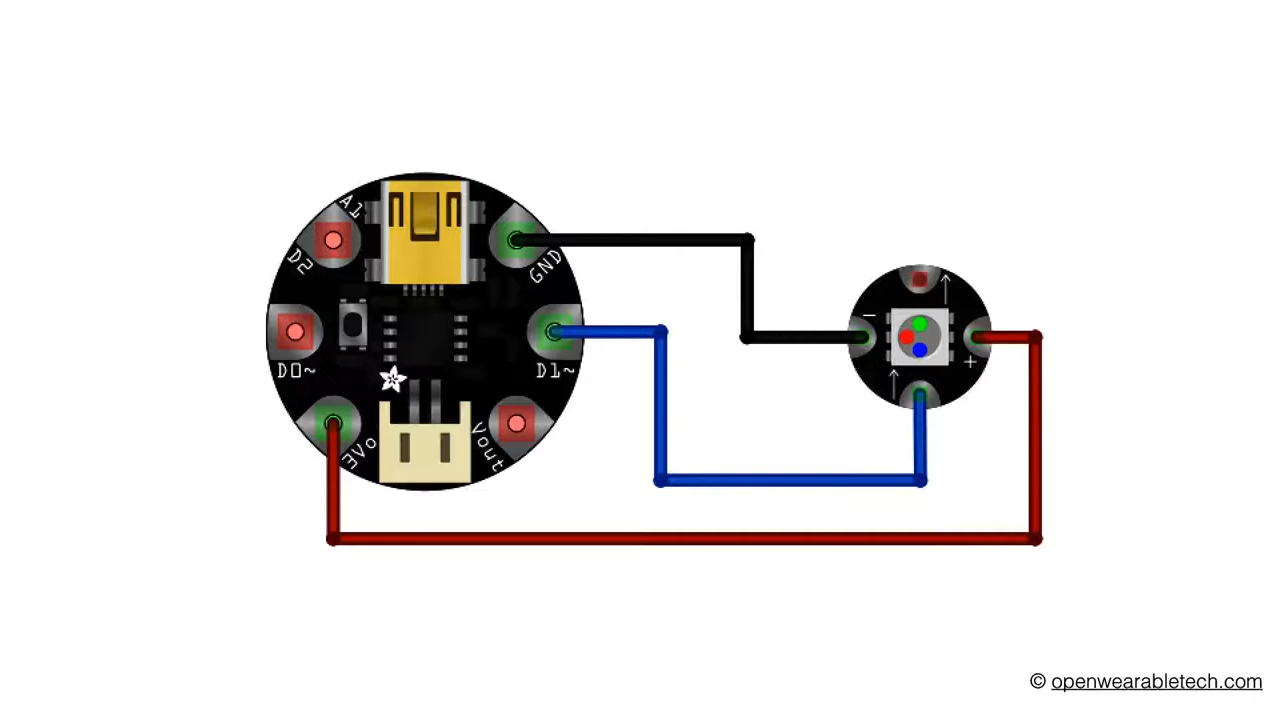 A1
D2
GND
D0~
D1~
3Vo
Vout
−
+
© openwearabletech.com